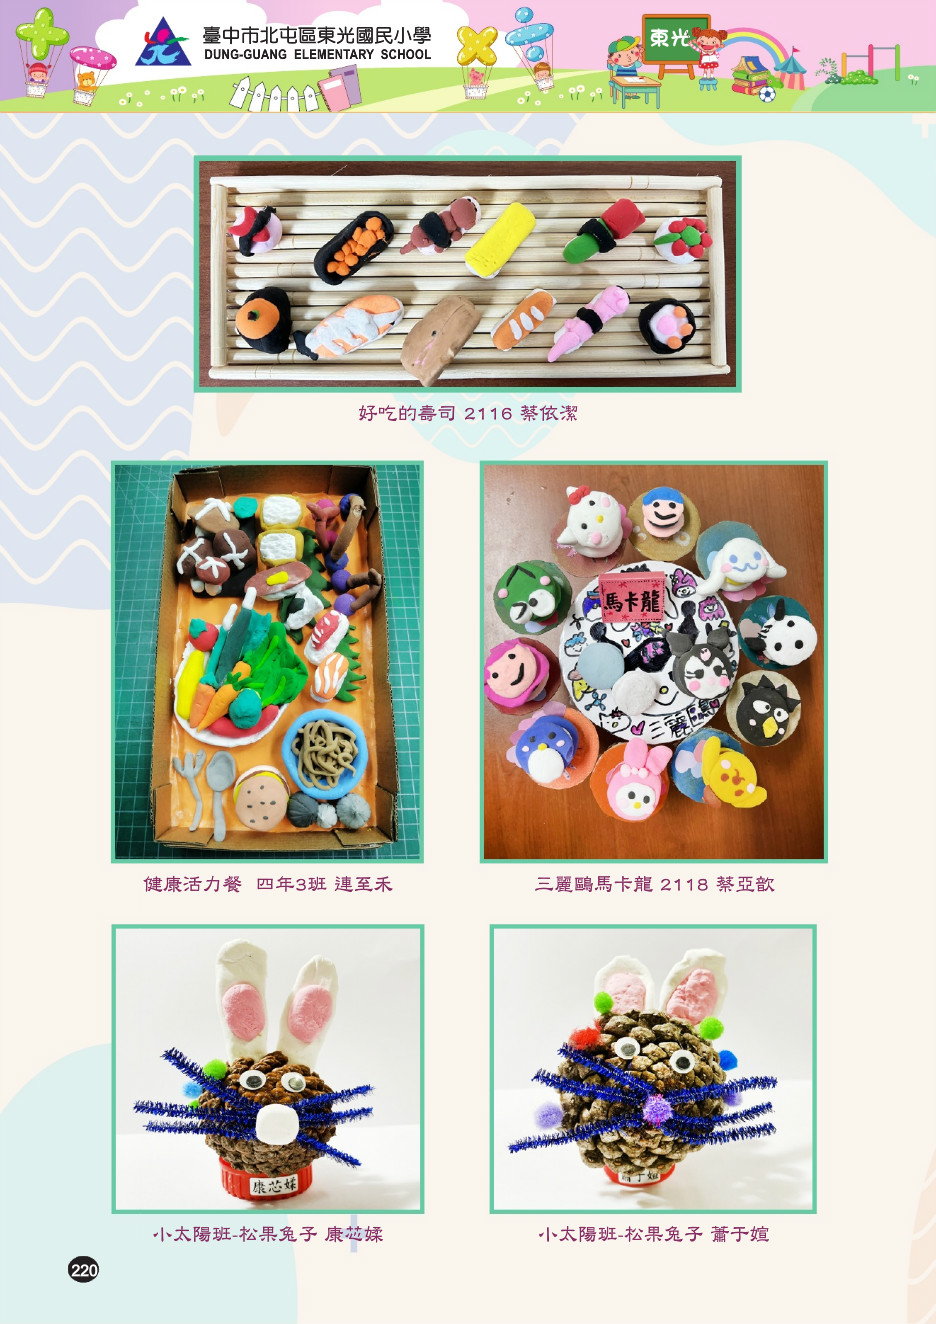 臺中市北屯區東光國民小學
DUNG-GUANG ELEMENTARY SCHOOL
東光
好吃的壽司 2116 蔡依潔
馬卡龍
三麗鷗
健康活力餐 四年3班 連至禾
三麗鷗馬卡龍 2118 蔡亞歆
康芯媃
蕭于媗
小太陽班-松果兔子 康芯媃
小太陽班-松果兔子 蕭于媗
220